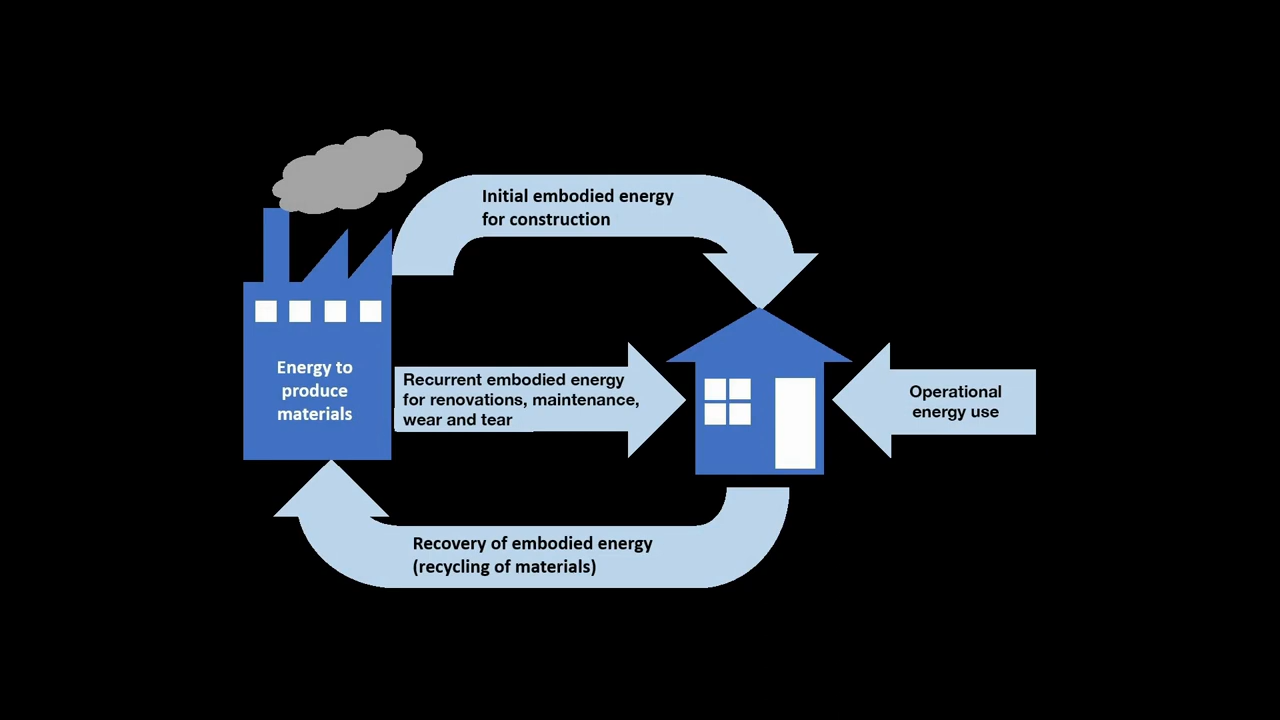 Initial embodied energy
for construction
Energy to
produce
materials
Recurrent embodied energy
for renovations, maintenance,
wear and tear
Operational
energy use
Recovery of embodied energy
(recycling of materials)